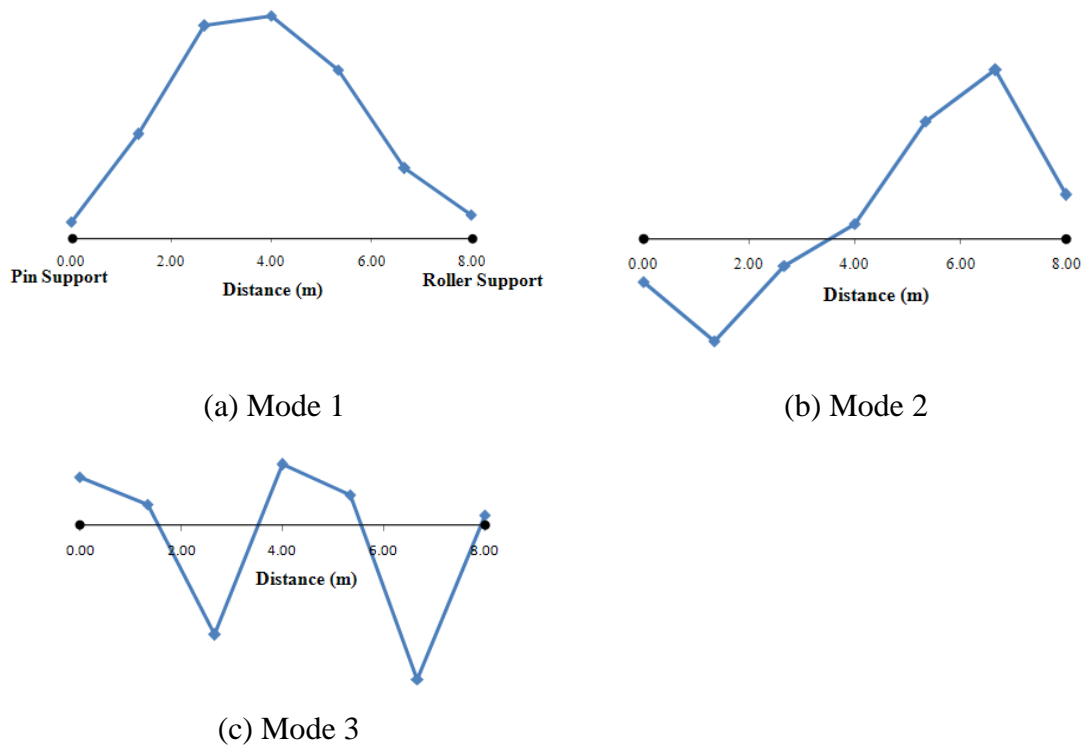 0.00 2.00 4.00 6.00 8.00
Pin Support Roller Support
Distance (m)
(a) Mode 1
0.00 2.00 4.00 6.00 8.00
Distance (m)
(b) Mode 2
0.00 2.00 4.00 6.00 8.00
Distance (m)
(c) Mode 3